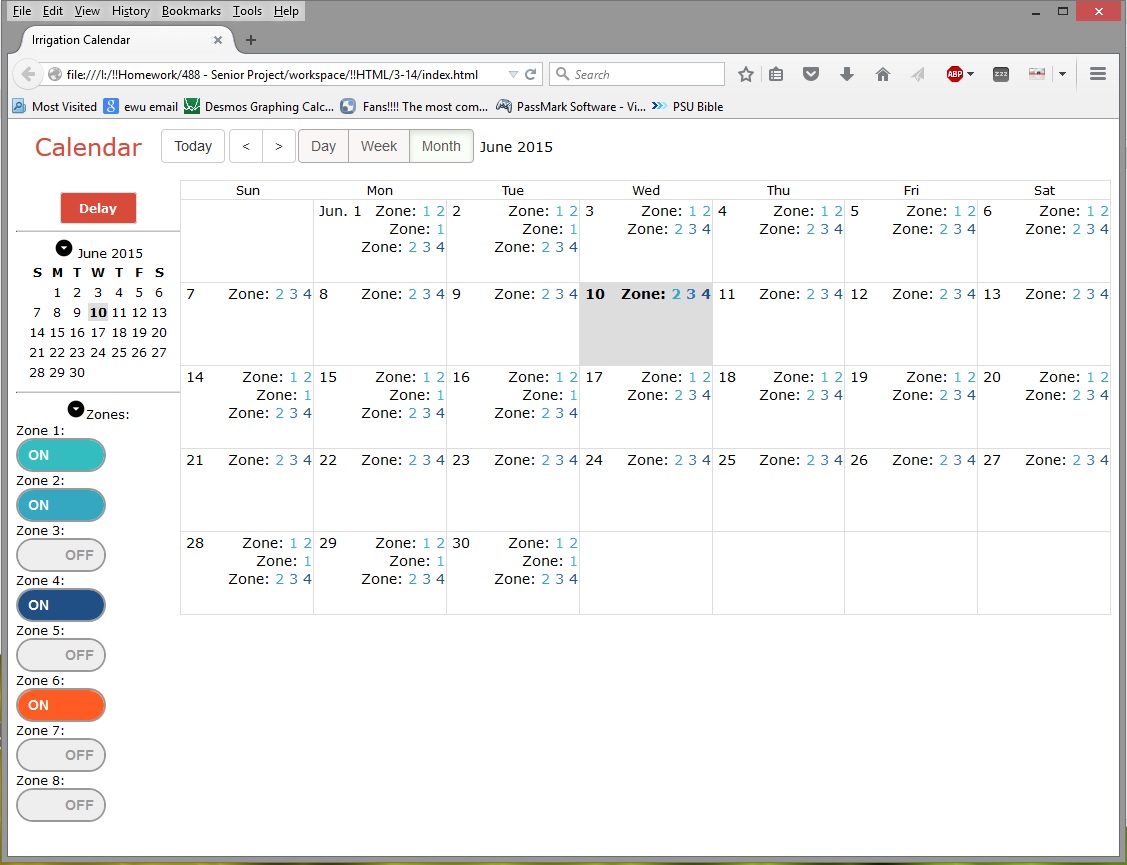 File Edit View History Bookmarks Tools Help
Irrigation Calendar
file:///I:/!!Homework/488 - Senior Project/workspace/!!HTML/3-14/index.html
Search
ABP
zzz
Most Visited
ewu email
Desmos Graphing Calc...
Fans!!!! The most com...
PassMark Software - Vi...
PSU Bible
Calendar Today < > Day Week Month June 2015
Delay
June 2015
S M T W T F S
1 2 3 4 5 6
7 8 9 10 11 12 13
14 15 16 17 18 19 20
21 22 23 24 25 26 27
28 29 30
Zones:
Zone 1:
ON
Zone 2:
ON
Zone 3:
OFF
Zone 4:
ON
Zone 5:
OFF
Zone 6:
ON
Zone 7:
OFF
Zone 8:
OFF
Sun Mon Tue Wed Thu Fri Sat
Jun. 1 Zone: 1 2 2 Zone: 1 2 3 Zone: 1 2 4 Zone: 1 2 5 Zone: 1 2 6 Zone: 1 2
Zone: 1 Zone: 1 Zone: 2 3 4 Zone: 2 3 4 Zone: 2 3 4 Zone: 2 3 4
Zone: 2 3 4 Zone: 2 3 4
7 Zone: 2 3 4 8 Zone: 2 3 4 9 Zone: 2 3 4 10 Zone: 2 3 4 11 Zone: 2 3 4 12 Zone: 2 3 4 13 Zone: 2 3 4
14 Zone: 1 2 15 Zone: 1 2 16 Zone: 1 2 17 Zone: 1 2 18 Zone: 1 2 19 Zone: 1 2 20 Zone: 1 2
Zone: 1 Zone: 1 Zone: 1 Zone: 2 3 4 Zone: 2 3 4 Zone: 2 3 4 Zone: 2 3 4
Zone: 2 3 4 Zone: 2 3 4 Zone: 2 3 4
21 Zone: 2 3 4 22 Zone: 2 3 4 23 Zone: 2 3 4 24 Zone: 2 3 4 25 Zone: 2 3 4 26 Zone: 2 3 4 27 Zone: 2 3 4
28 Zone: 1 2 29 Zone: 1 2 30 Zone: 1 2
Zone: 1 Zone: 1 Zone: 1
Zone: 2 3 4 Zone: 2 3 4 Zone: 2 3 4